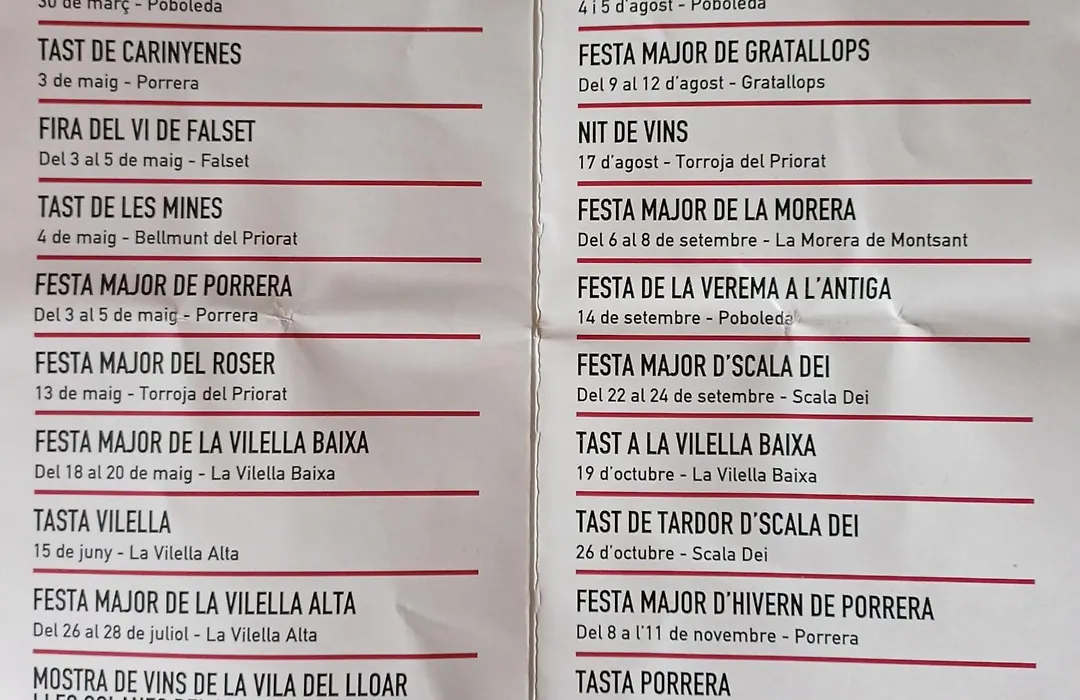 30 de març - Poboleda
TAST DE CARINYENES
3 de maig - Porrera
FIRA DEL VI DE FALSET
Del 3 al 5 de maig - Falset
TAST DE LES MINES
4 de maig - Bellmunt del Priorat
FESTA MAJOR DE PORRERA
Del 3 al 5 de maig - Porrera
FESTA MAJOR DEL ROSER
13 de maig - Torroja del Priorat
FESTA MAJOR DE LA VILELLA BAIXA
Del 18 al 20 de maig - La Vilella Baixa
TASTA VILELLA
15 de juny - La Vilella Alta
FESTA MAJOR DE LA VILELLA ALTA
Del 26 al 28 de juliol - La Vilella Alta
MOSTRA DE VINS DE LA VILA DEL LLOAR
4 i 5 d'agost - Poboleda
FESTA MAJOR DE GRATALLOPS
Del 9 al 12 d'agost - Gratallops
NIT DE VINS
17 d'agost - Torroja del Priorat
FESTA MAJOR DE LA MORERA
Del 6 al 8 de setembre - La Morera de Montsant
FESTA DE LA VEREMA A L'ANTIGA
14 de setembre - Poboleda
FESTA MAJOR D'SCALA DEI
Del 22 al 24 de setembre - Scala Dei
TAST A LA VILELLA BAIXA
19 d'octubre - La Vilella Baixa
TAST DE TARDOR D'SCALA DEI
26 d'octubre - Scala Dei
FESTA MAJOR D'HIVERN DE PORRERA
Del 8 a l'11 de novembre - Porrera
TASTA PORRERA